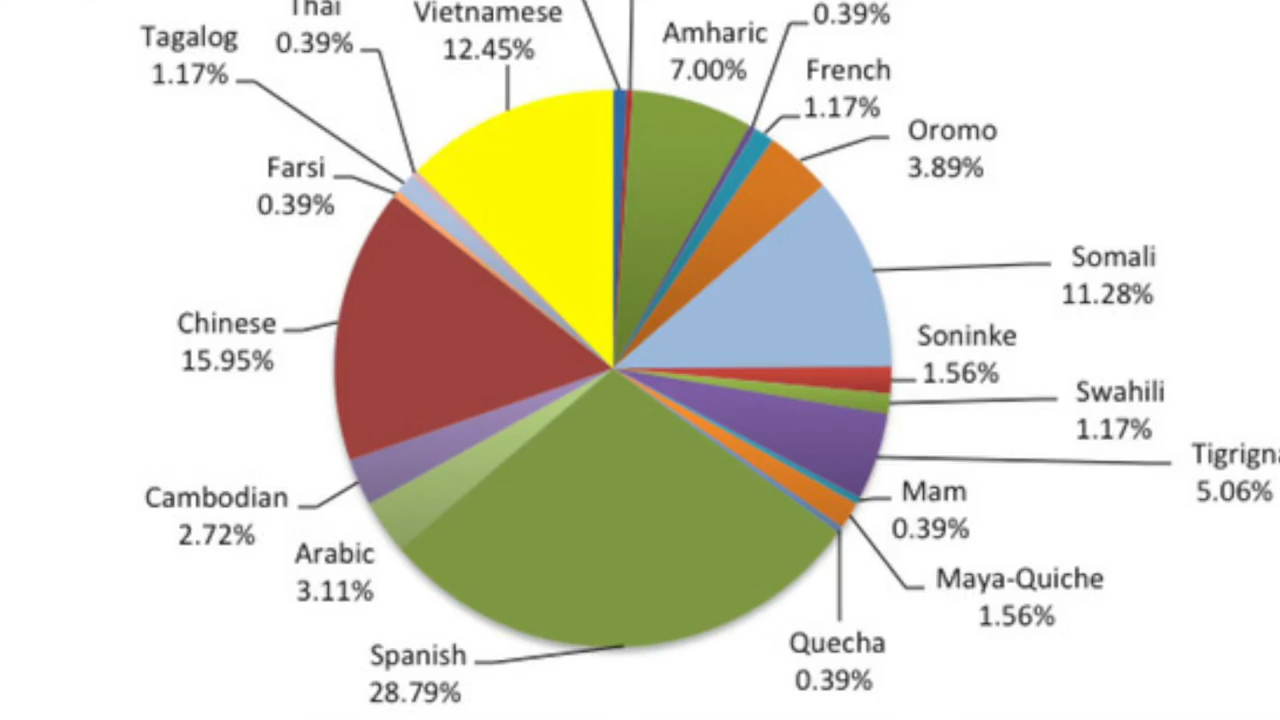 Thai
0.39%
Vietnamese
12.45%
Tagalog
1.17%
Amharic
7.00%
0.39%
French
1.17%
Oromo
3.89%
Farsi
0.39%
Somali
11.28%
Chinese
15.95%
Soninke
1.56%
Swahili
1.17%
Tigrigna
5.06%
Mam
0.39%
Cambodian
2.72%
Arabic
3.11%
Maya-Quiche
1.56%
Quecha
0.39%
Spanish
28.79%